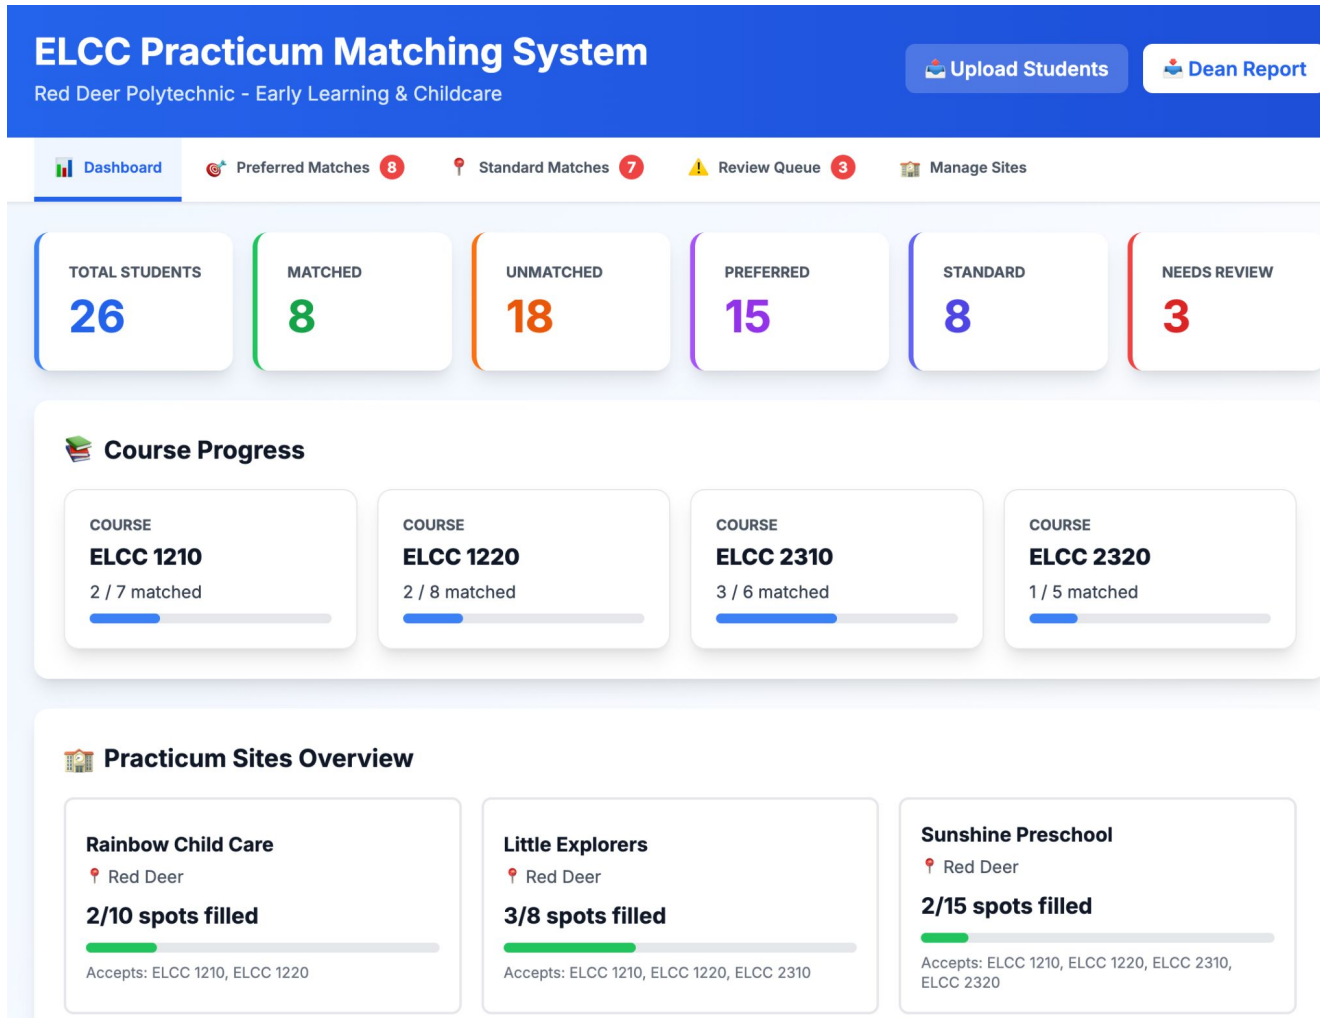 ELCC Practicum Matching System
Red Deer Polytechnic - Early Learning & Childcare
Upload Students
Dean Report
Dashboard
Preferred Matches 8
Standard Matches 7
Review Queue 3
Manage Sites
TOTAL STUDENTS
26
MATCHED
8
UNMATCHED
18
PREFERRED
15
STANDARD
8
NEEDS REVIEW
3
Course Progress
COURSE
ELCC 1210
2 / 7 matched
COURSE
ELCC 1220
2 / 8 matched
COURSE
ELCC 2310
3 / 6 matched
COURSE
ELCC 2320
1 / 5 matched
Practicum Sites Overview
Rainbow Child Care
Red Deer
2/10 spots filled
Accepts: ELCC 1210, ELCC 1220
Little Explorers
Red Deer
3/8 spots filled
Accepts: ELCC 1210, ELCC 1220, ELCC 2310
Sunshine Preschool
Red Deer
2/15 spots filled
Accepts: ELCC 1210, ELCC 1220, ELCC 2310,
ELCC 2320